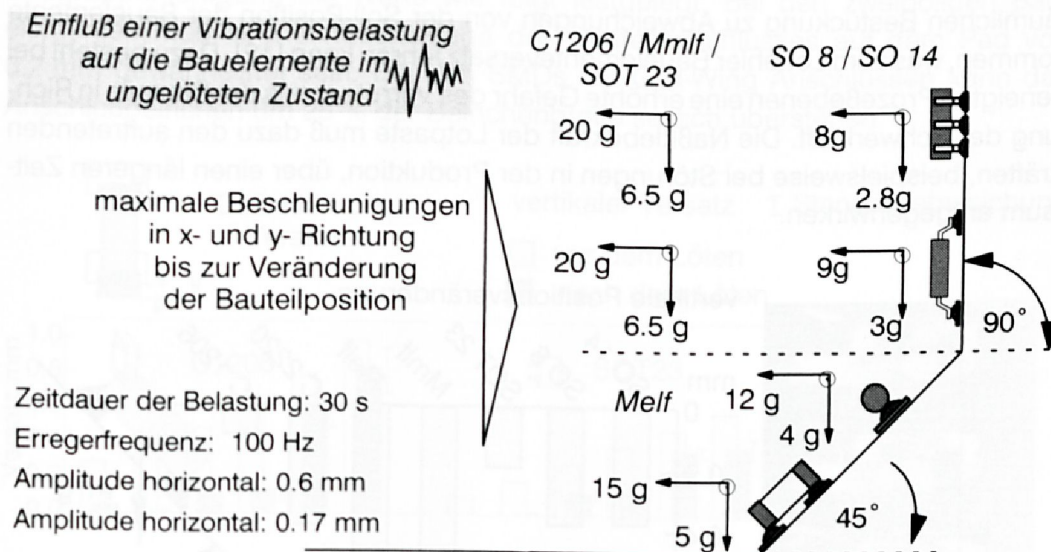 Einfluß einer Vibrationsbelastung
auf die Bauelemente im
ungelöteten Zustand
C1206 / Mmlf /
SOT 23
SO 8 / SO 14
20 g
6.5 g
8g
2.8g
maximale Beschleunigungen
in x- und y- Richtung
bis zur Veränderung
der Bauteilposition
20 g
6.5 g
9g
3g
90°
Zeitdauer der Belastung: 30 s
Erregerfrequenz: 100 Hz
Amplitude horizontal: 0.6 mm
Amplitude horizontal: 0.17 mm
Melf
12 g
4 g
15 g
5 g
45°